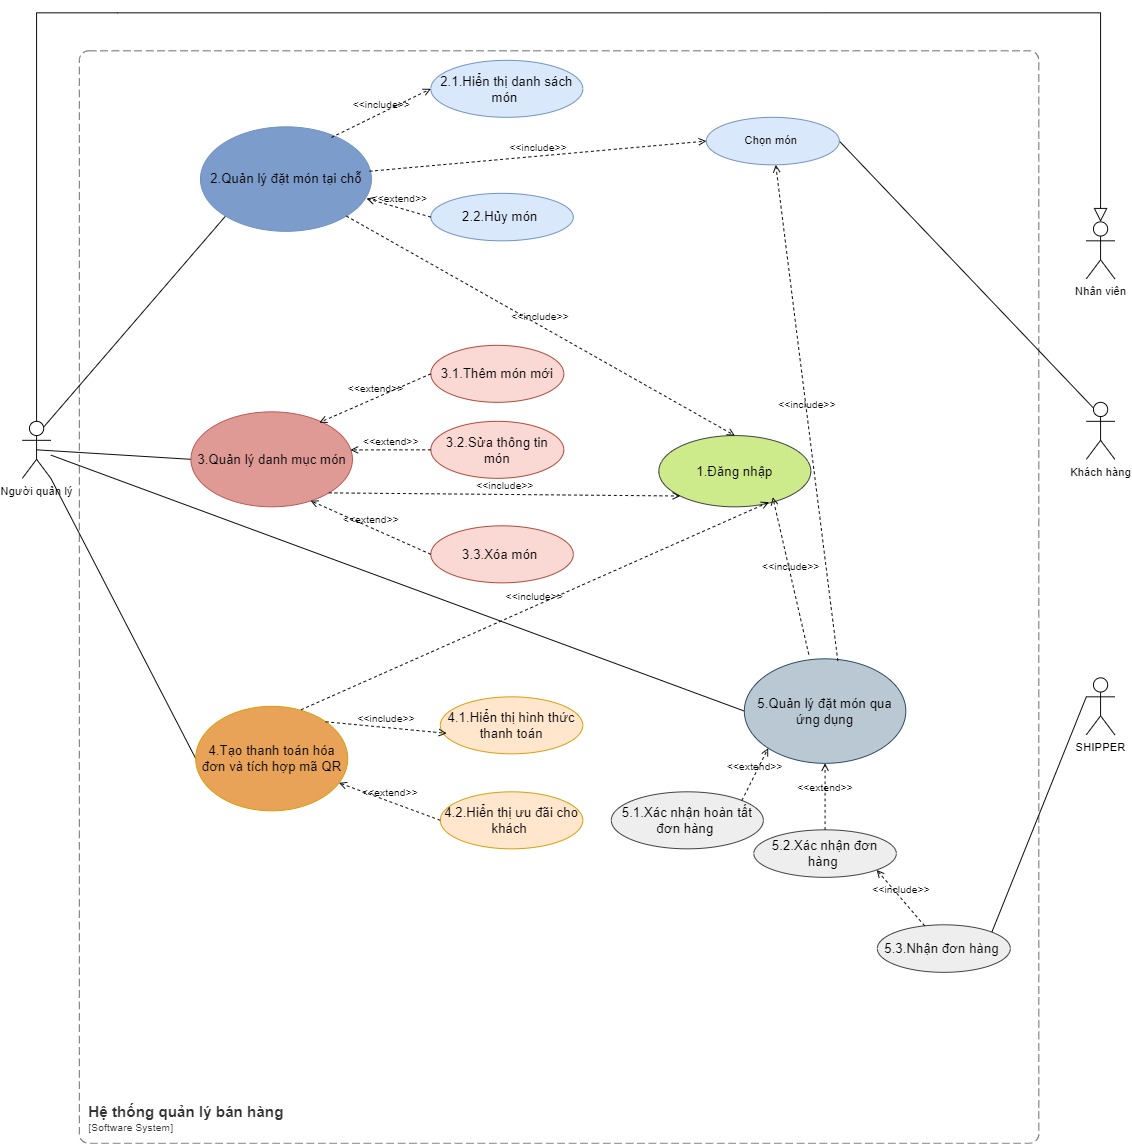 2.1.Hiển thị danh sách
món
<<include>>
Chọn món
<<include>>
2.Quản lý đặt món tại chỗ
<<extend>>
2.2.Hủy món
Nhân viên
<<include>>
3.1.Thêm món mới
<<extend>>
<<include>>
3.2.Sửa thông tin
món
<<extend>>
3.Quản lý danh mục món
1.Đăng nhập
Khách hàng
Người quản lý
<<include>>
<<extend>>
3.3.Xóa món
<<include>>
<<include>>
5.Quản lý đặt món qua
ứng dụng
4.1.Hiển thị hình thức
thanh toán
<<include>>
SHIPPER
4.Tạo thanh toán hóa
đơn và tích hợp mã QR
<<extend>>
<<extend>>
<<extend>>
4.2.Hiển thị ưu đãi cho
khách
5.1.Xác nhận hoàn tất
đơn hàng
5.2.Xác nhận đơn
hàng
<<include>>
5.3.Nhận đơn hàng
Hệ thống quản lý bán hàng
[Software System]